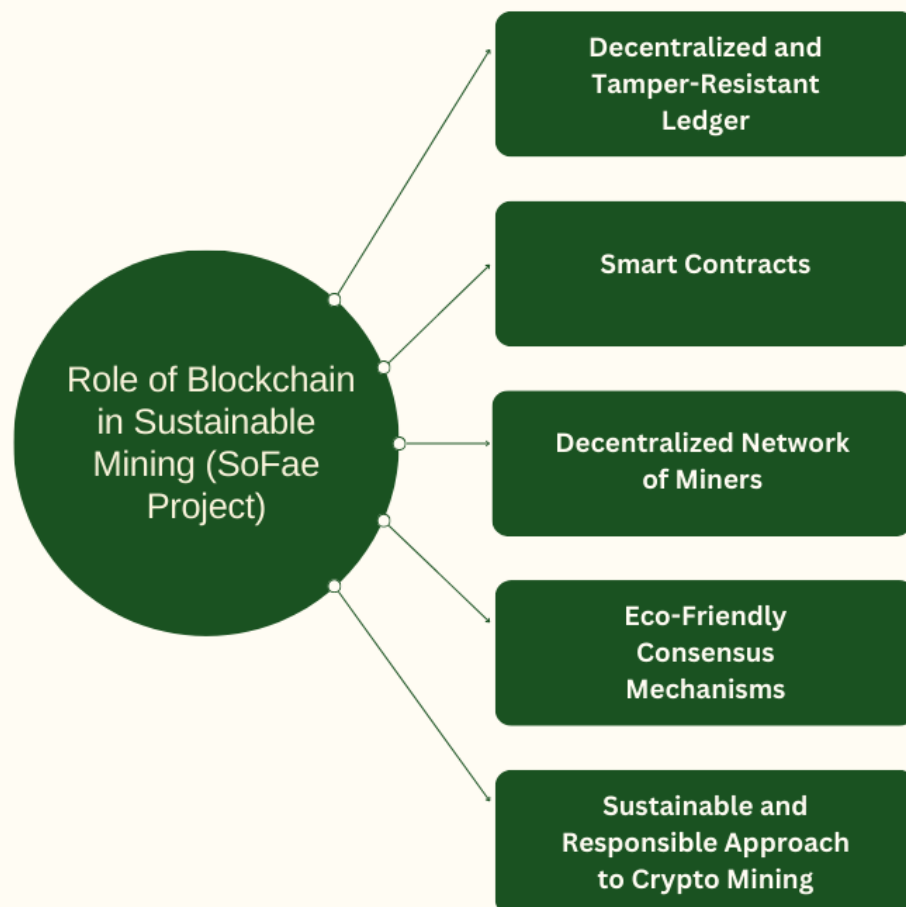 Role of Blockchain
in Sustainable
Mining (SoFae
Project)
Decentralized and
Tamper-Resistant
Ledger
Smart Contracts
Decentralized Network
of Miners
Eco-Friendly
Consensus
Mechanisms
Sustainable and
Responsible Approach
to Crypto Mining